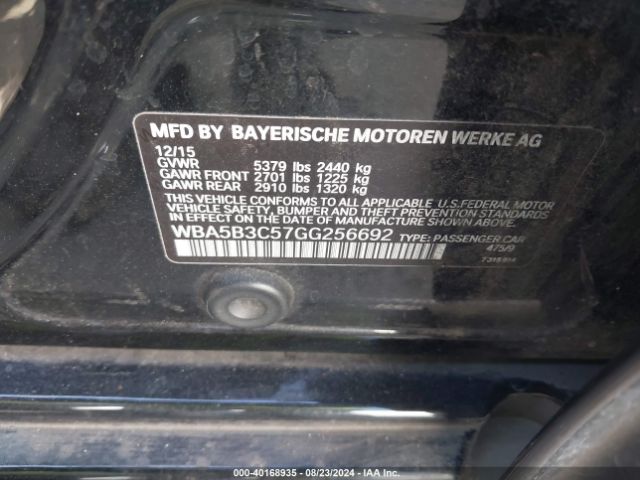 MFD BY BAYERISCHE MOTOREN WERKE AG
12/15
GVWR 5379 lbs 2440 kg
GAWR FRONT 2701 lbs 1225 kg
GAWR REAR 2910 lbs 1320 kg
THIS VEHICLE CONFORMS TO ALL APPLICABLE U.S.FEDERAL MOTOR
VEHICLE SAFETY, BUMPER AND THEFT PREVENTION STANDARDS
IN EFFECT ON THE DATE OF MANUFACTURE SHOWN ABOVE.
WBA5B3C57GG256692 TYPE: PASSENGER CAR
475/9
000-40168935 - 08/23/2024 - IAA Inc.